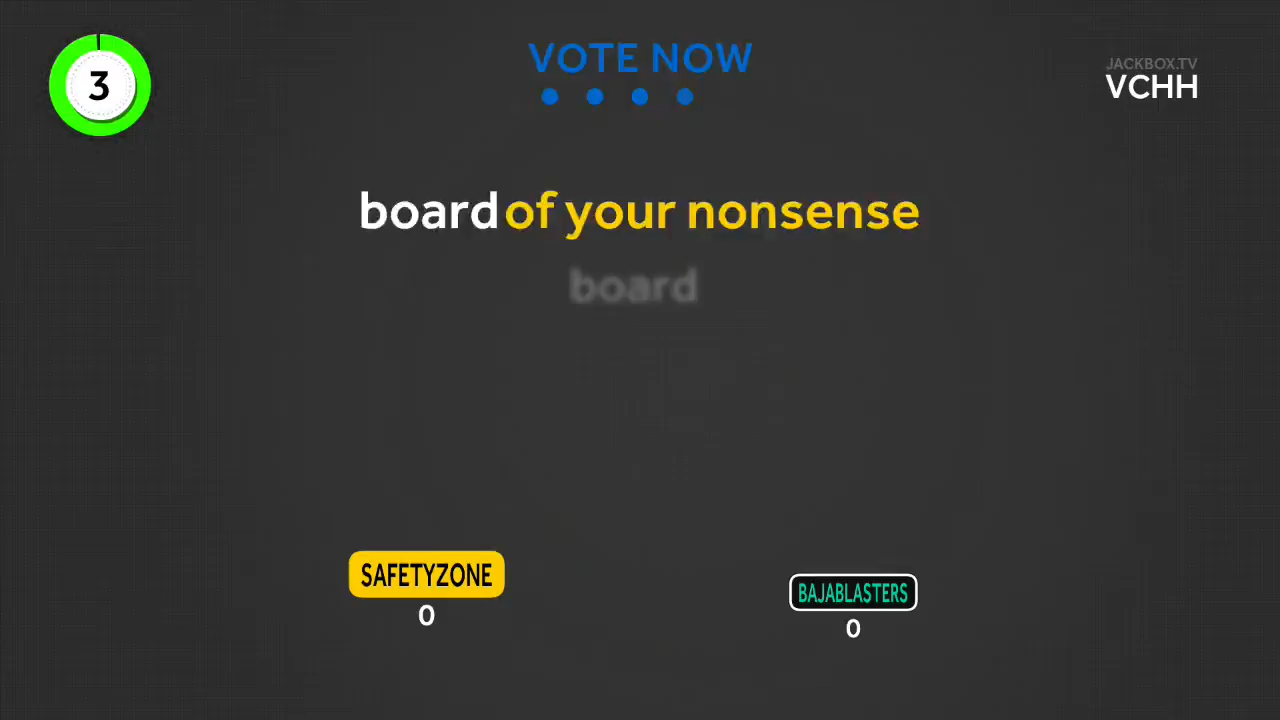 3
VOTE NOW
JACKBOX.TV
VCHH
board of your nonsense
board
SAFETYZONE
0
BAJABLASTERS
0